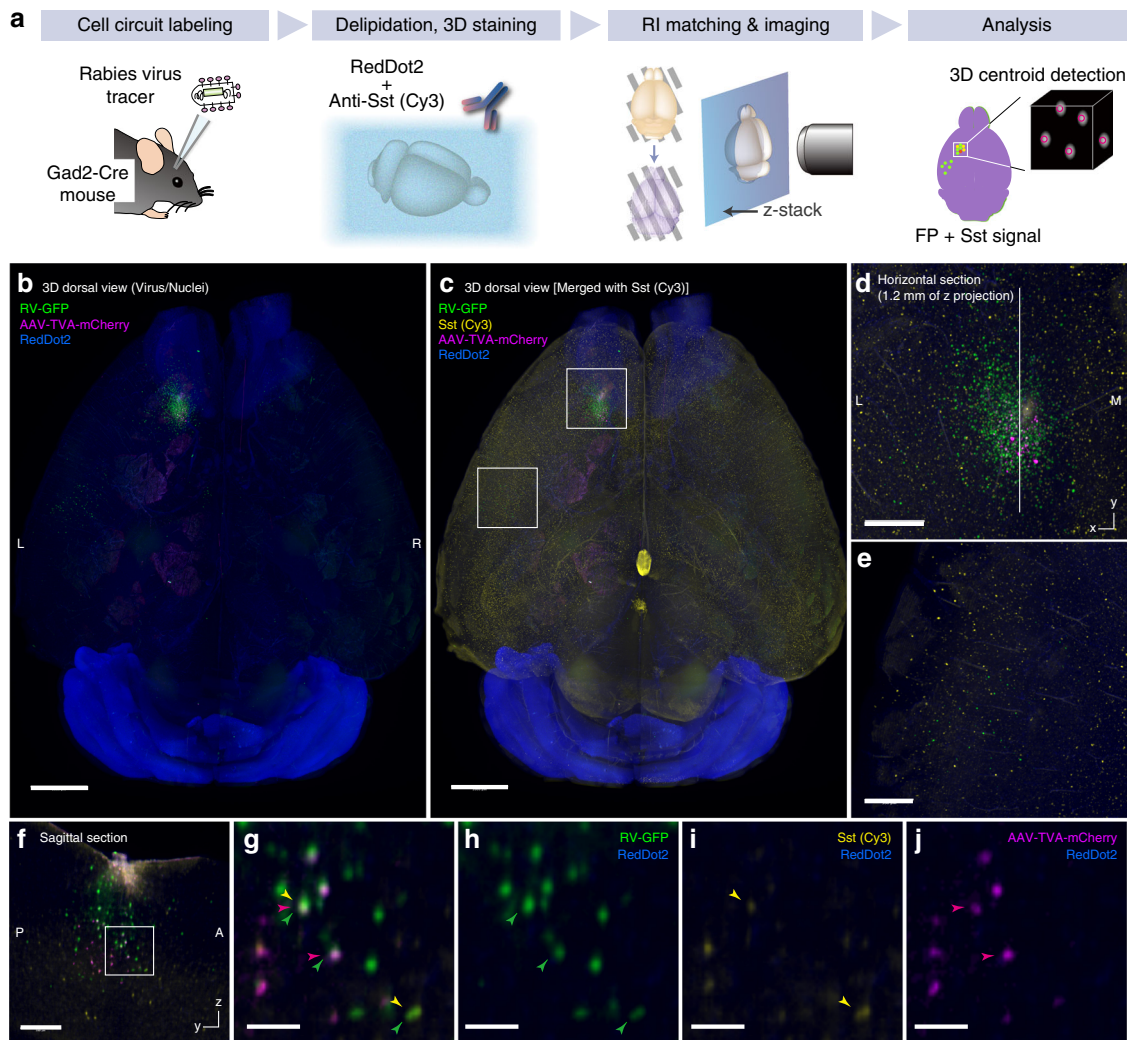 a
Cell circuit labeling
Delipidation, 3D staining
RI matching & imaging
Analysis
Rabies virus
tracer
Gad2-Cre
mouse
RedDot2
+
Anti-Sst (Cy3)
z-stack
3D centroid detection
FP + Sst signal
b 3D dorsal view (Virus/Nuclei)
RV-GFP
AAV-TVA-mCherry
RedDot2
L
R
c 3D dorsal view [Merged with Sst (Cy3)]
RV-GFP
Sst (Cy3)
AAV-TVA-mCherry
RedDot2
d Horizontal section
(1.2 mm of z projection)
L
M
y
x
e
f Sagittal section
P
A
z
y
g
h RV-GFP
RedDot2
i Sst (Cy3)
RedDot2
j AAV-TVA-mCherry
RedDot2